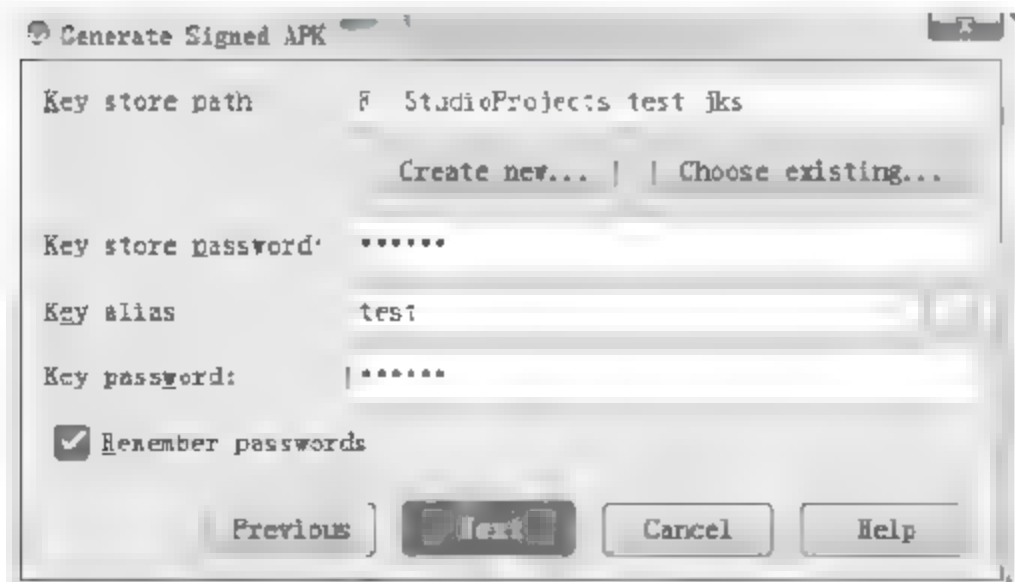 Generate Signed APK
Key store path F StudioProjects test jks
Create new... Choose existing...
Key store password: ••••••
Key alias test
Key password: ••••••
Remember passwords
Previous Next Cancel Help